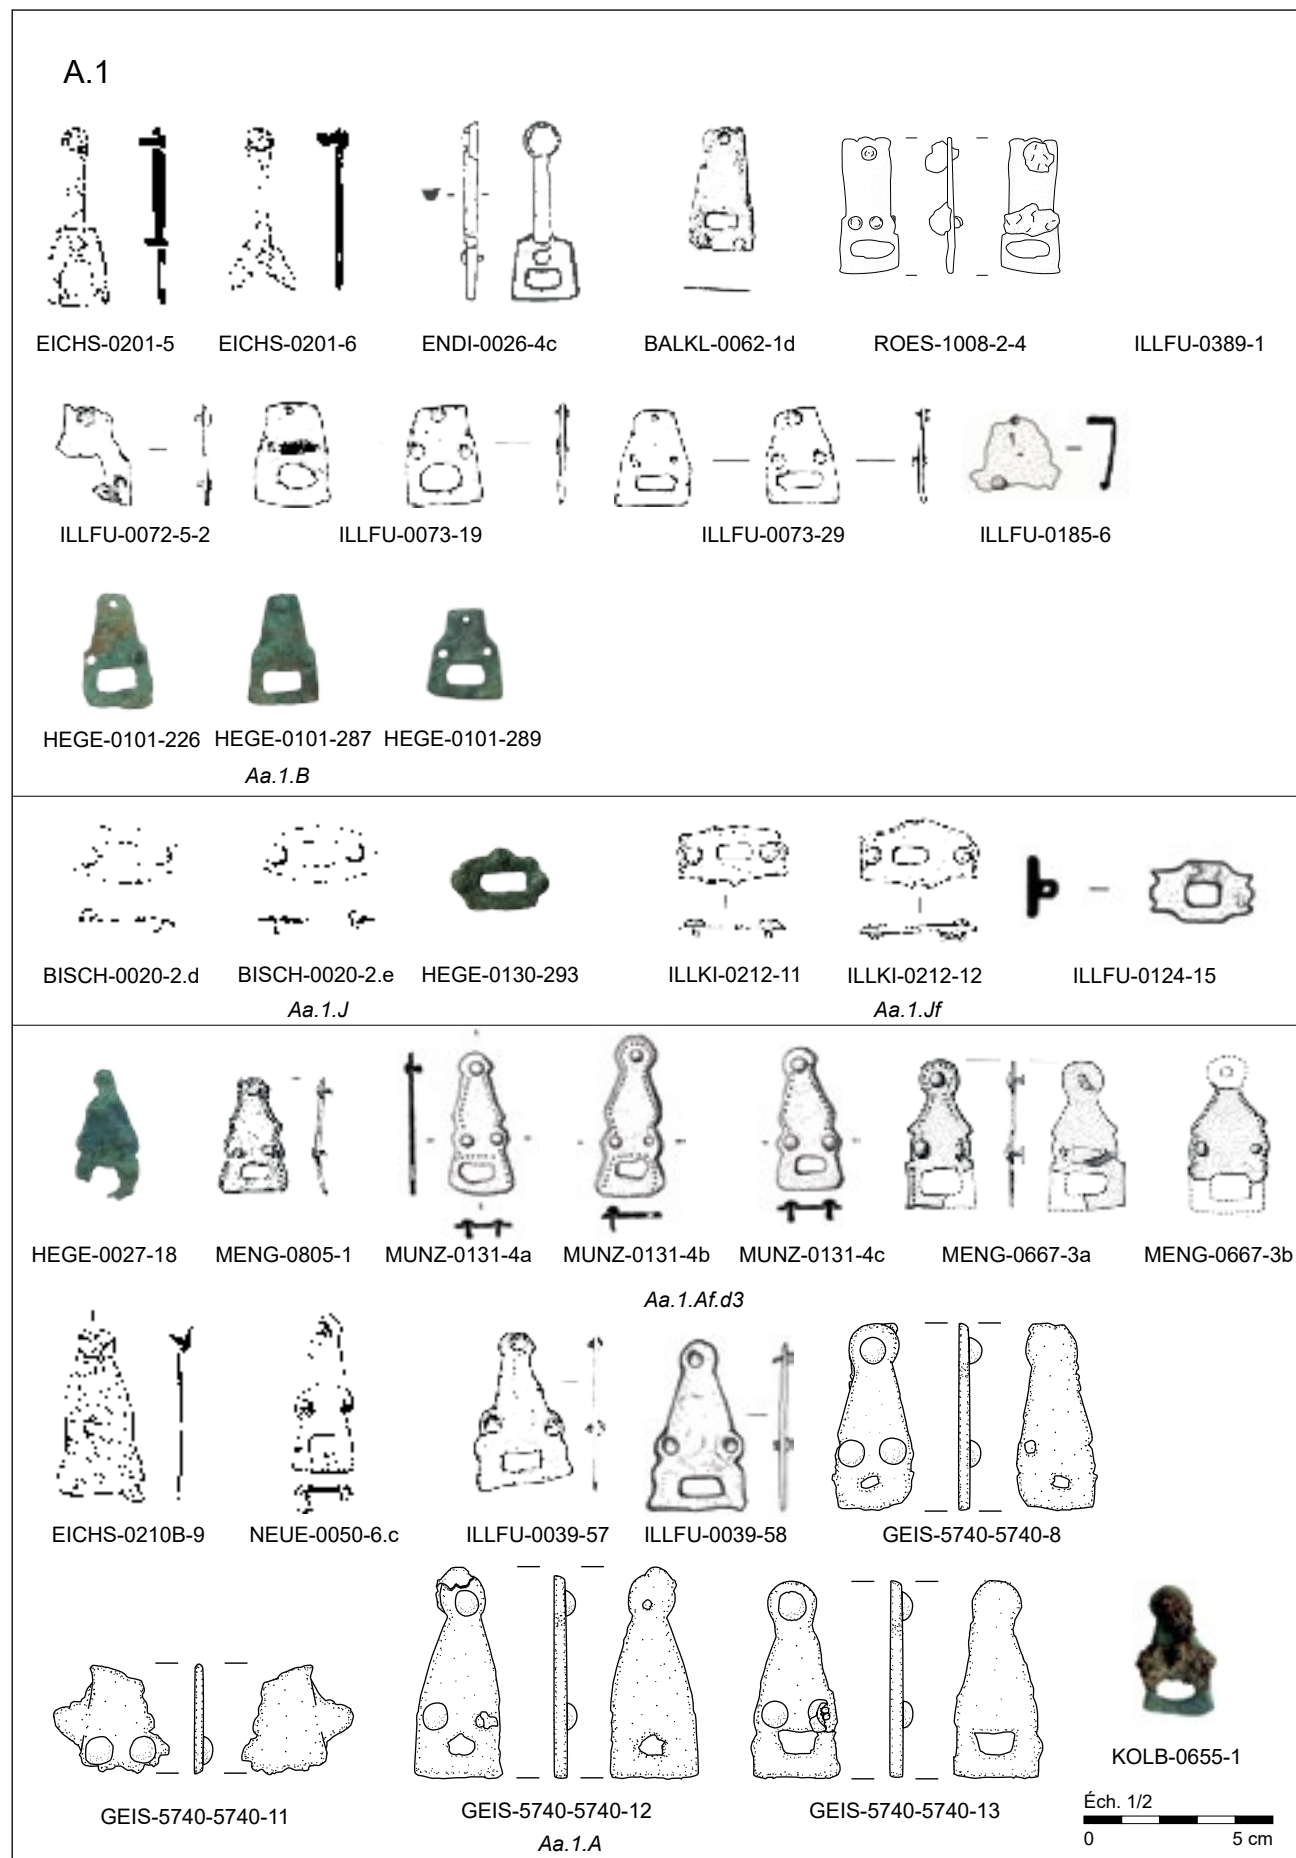 A.1
EICHS-0201-5 EICHS-0201-6 ENDI-0026-4c BALKL-0062-1d ROES-1008-2-4 ILLFU-0389-1
ILLFU-0072-5-2 ILLFU-0073-19 ILLFU-0073-29 ILLFU-0185-6
HEGE-0101-226 HEGE-0101-287 HEGE-0101-289
Aa.1.B
BISCH-0020-2.d BISCH-0020-2.e HEGE-0130-293 ILLKI-0212-11 ILLKI-0212-12 ILLFU-0124-15
Aa.1.J Aa.1.Jf
HEGE-0027-18 MENG-0805-1 MUNZ-0131-4a MUNZ-0131-4b MUNZ-0131-4c MENG-0667-3a MENG-0667-3b
Aa.1.Af.d3
EICHS-0210B-9 NEUE-0050-6.c ILLFU-0039-57 ILLFU-0039-58 GEIS-5740-5740-8
KOLB-0655-1
GEIS-5740-5740-11 GEIS-5740-5740-12 GEIS-5740-5740-13
Aa.1.A
Éch. 1/2
0 5 cm